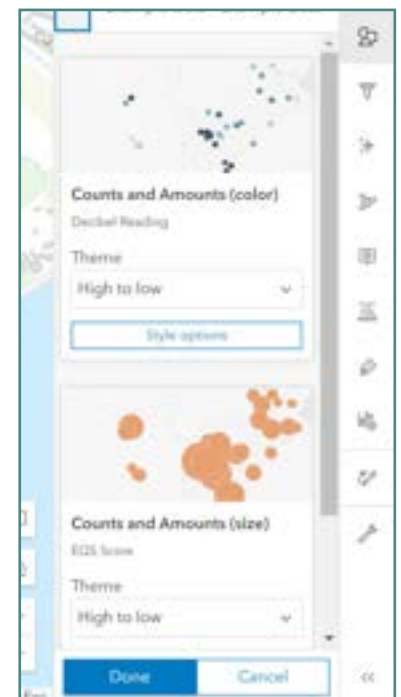 Counts and Amounts (color)
Decibel Reading
Theme
High to low
Style options
Counts and Amounts (size)
EQS Score
Theme
High to low
Done
Cancel